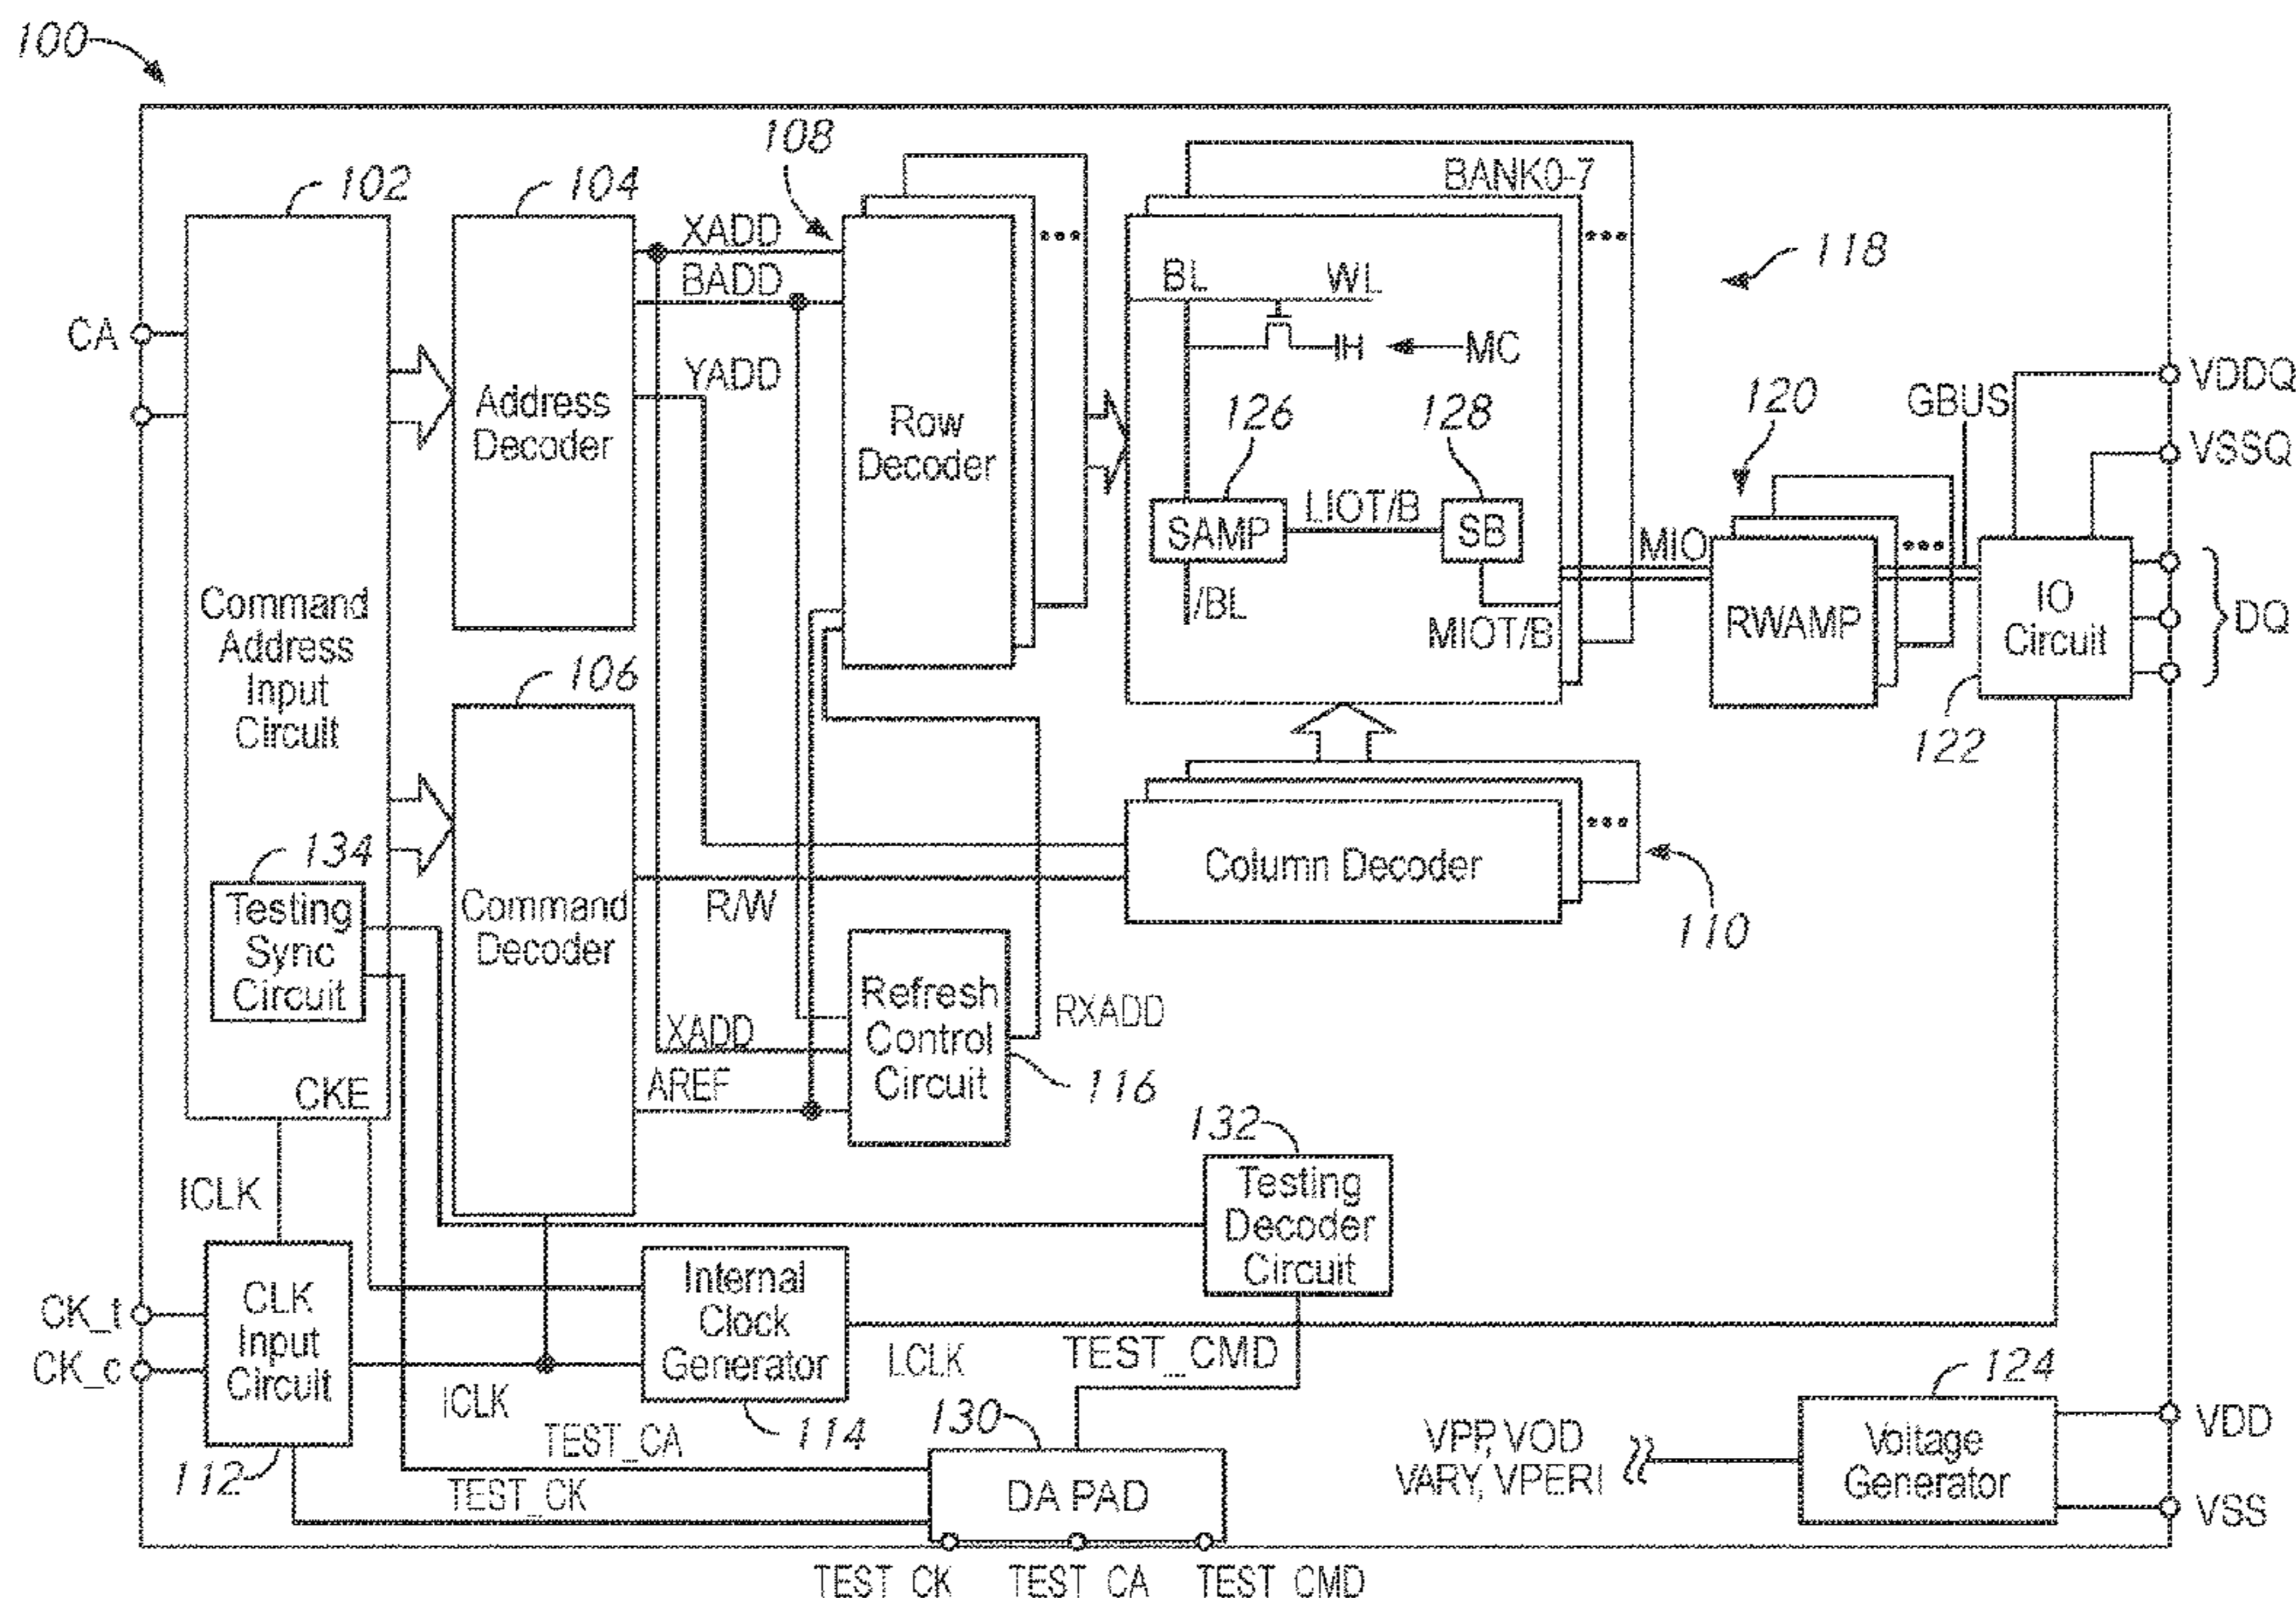 100
102
104
108
BANK0-7
118
XADD
BADD
YADD
CA
Address
Decoder
Row
Decoder
BL
WL
MC
126
128
SAMP
LIOT/B
SB
/BL
MIOT/B
MIO
120
GBUS
RWAMP
IO
Circuit
122
VDDQ
VSSQ
DQ
Command
Address
Input
Circuit
106
Command
Decoder
134
Testing
Sync
Circuit
R/W
Column Decoder
110
Refresh
Control
Circuit
XADD
AREF
RXADD
116
CKE
ICLK
132
Testing
Decoder
Circuit
CK_t
CK_c
CLK
Input
Circuit
112
ICLK
Internal
Clock
Generator
114
LCLK
TEST_CMD
TEST_CA
TEST_CK
130
DA PAD
VPP, VOD
VARY, VPERI
124
Voltage
Generator
VDD
VSS
TEST_CK
TEST_CA
TEST_CMD